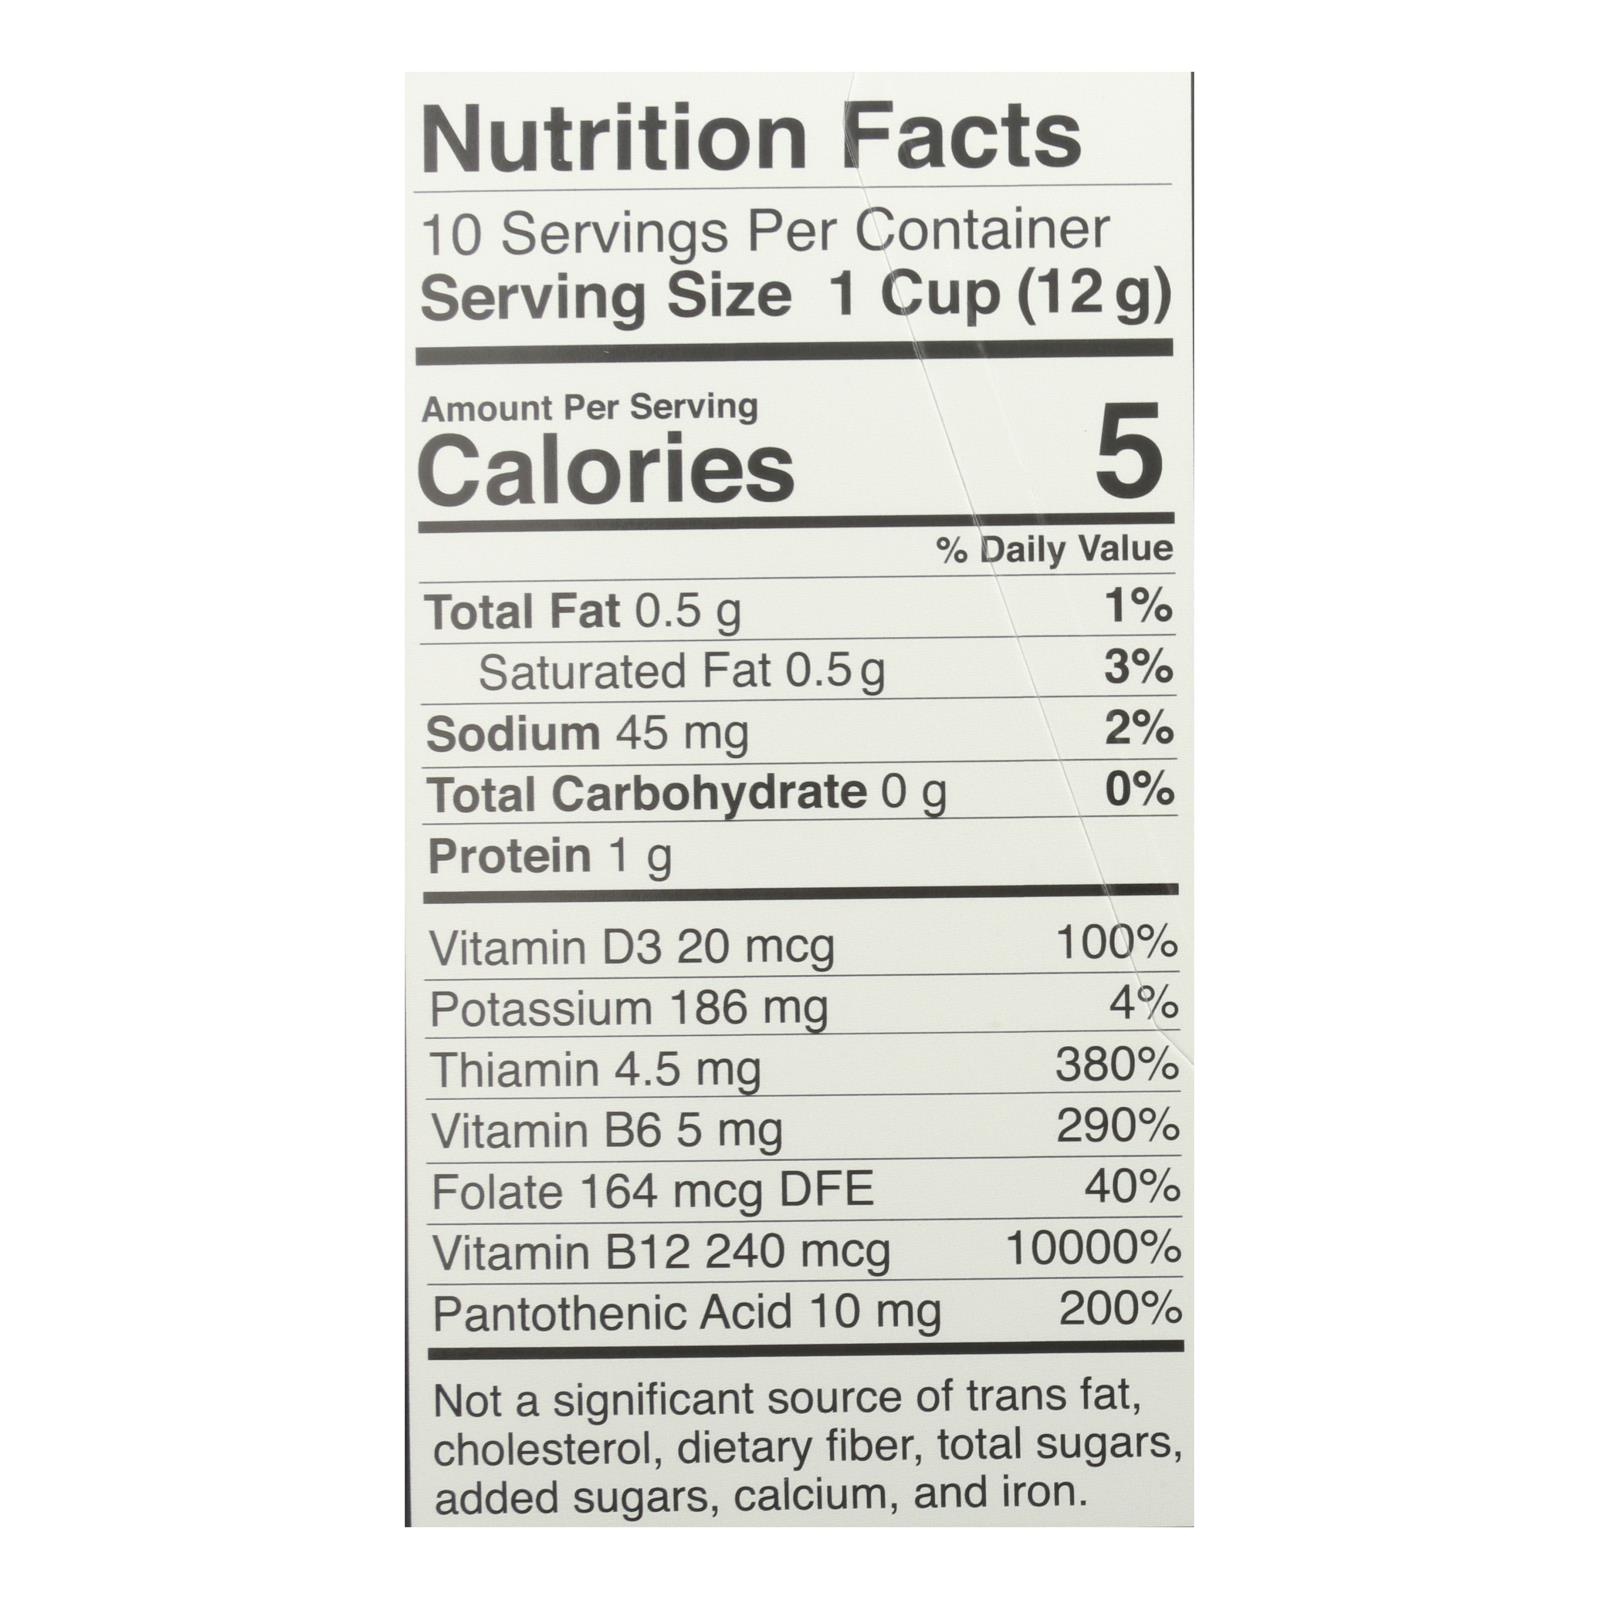 Nutrition Facts
10 Servings Per Container
Serving Size 1 Cup (12 g)
Amount Per Serving
Calories 5
% Daily Value
Total Fat 0.5 g 1%
Saturated Fat 0.5 g 3%
Sodium 45 mg 2%
Total Carbohydrate 0 g 0%
Protein 1 g
Vitamin D3 20 mcg 100%
Potassium 186 mg 4%
Thiamin 4.5 mg 380%
Vitamin B6 5 mg 290%
Folate 164 mcg DFE 40%
Vitamin B12 240 mcg 10000%
Pantothenic Acid 10 mg 200%
Not a significant source of trans fat,
cholesterol, dietary fiber, total sugars,
added sugars, calcium, and iron.